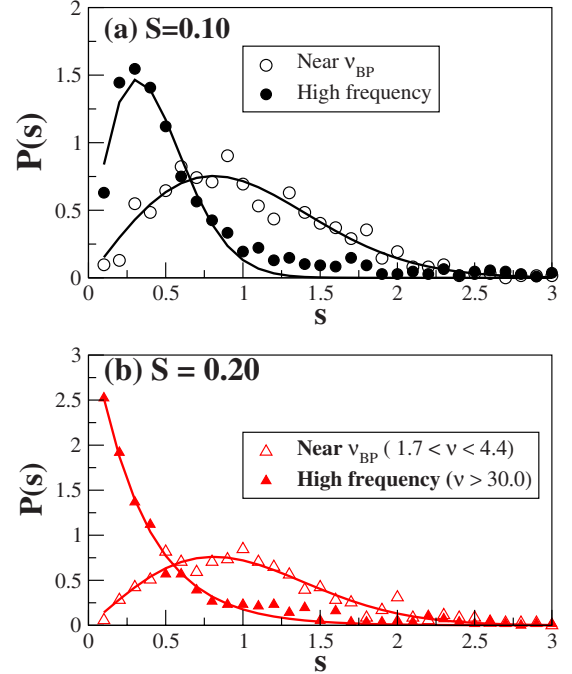 (a) S=0.10
Near νBP
High frequency
P(s)
2
1.5
1
0.5
0
0 0.5 1 1.5 2 2.5 3
s
(b) S = 0.20
Near νBP ( 1.7 < ν < 4.4)
High frequency (ν > 30.0)
P(s)
3
2.5
2
1.5
1
0.5
0
0 0.5 1 1.5 2 2.5 3
s